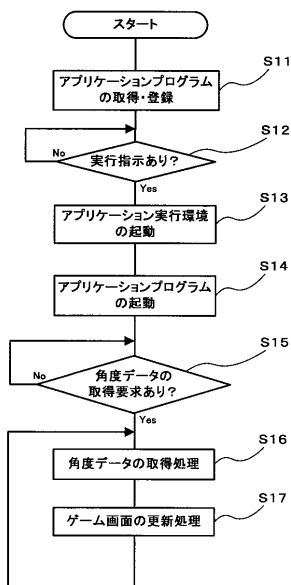 スタート
S11
アプリケーションプログラム
の取得・登録
S12
No
実行指示あり?
Yes
S13
アプリケーション実行環境
の起動
S14
アプリケーションプログラム
の起動
S15
No
角度データの
取得要求あり?
Yes
S16
角度データの取得処理
S17
ゲーム画面の更新処理